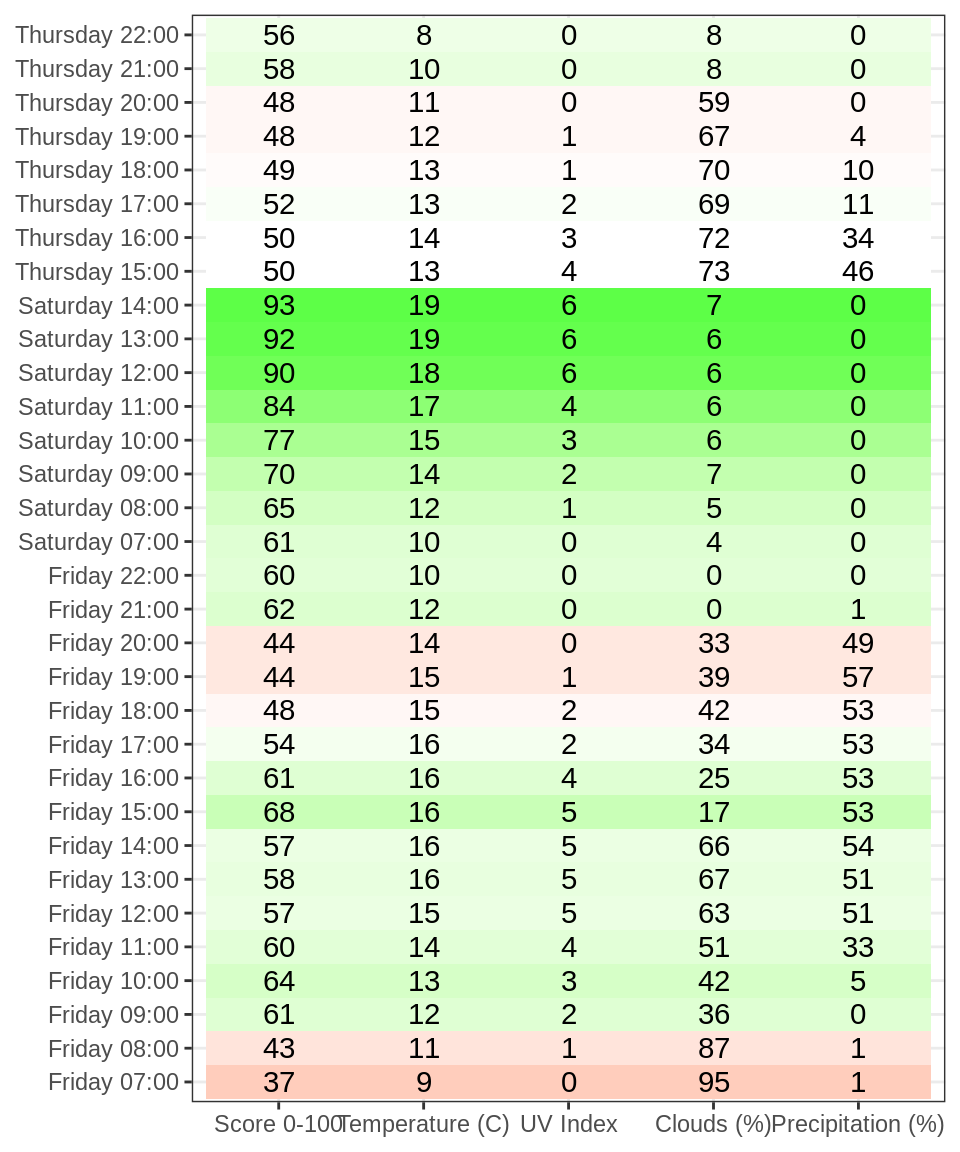 Thursday 22:00 56 8 0 8 0
Thursday 21:00 58 10 0 8 0
Thursday 20:00 48 11 0 59 0
Thursday 19:00 48 12 1 67 4
Thursday 18:00 49 13 1 70 10
Thursday 17:00 52 13 2 69 11
Thursday 16:00 50 14 3 72 34
Thursday 15:00 50 13 4 73 46
Saturday 14:00 93 19 6 7 0
Saturday 13:00 92 19 6 6 0
Saturday 12:00 90 18 6 6 0
Saturday 11:00 84 17 4 6 0
Saturday 10:00 77 15 3 6 0
Saturday 09:00 70 14 2 7 0
Saturday 08:00 65 12 1 5 0
Saturday 07:00 61 10 0 4 0
Friday 22:00 60 10 0 0 0
Friday 21:00 62 12 0 0 1
Friday 20:00 44 14 0 33 49
Friday 19:00 44 15 1 39 57
Friday 18:00 48 15 2 42 53
Friday 17:00 54 16 2 34 53
Friday 16:00 61 16 4 25 53
Friday 15:00 68 16 5 17 53
Friday 14:00 57 16 5 66 54
Friday 13:00 58 16 5 67 51
Friday 12:00 57 15 5 63 51
Friday 11:00 60 14 4 51 33
Friday 10:00 64 13 3 42 5
Friday 09:00 61 12 2 36 0
Friday 08:00 43 11 1 87 1
Friday 07:00 37 9 0 95 1
Score 0-100 Temperature (C) UV Index Clouds (%) Precipitation (%)